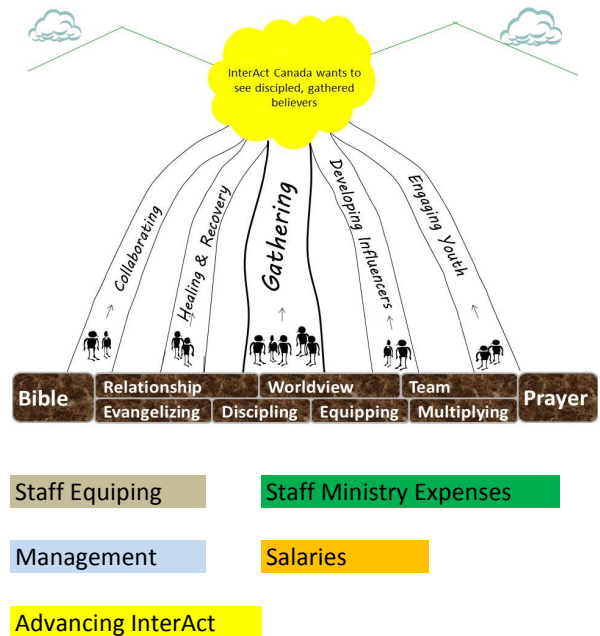 InterAct Canada wants to
see discipled, gathered
believers
Collaborating
Healing & Recovery
Gathering
Developing Influencers
Engaging Youth
Bible
Relationship
Worldview
Team
Prayer
Evangelizing
Discipling
Equipping
Multiplying
Staff Equiping
Staff Ministry Expenses
Management
Salaries
Advancing InterAct